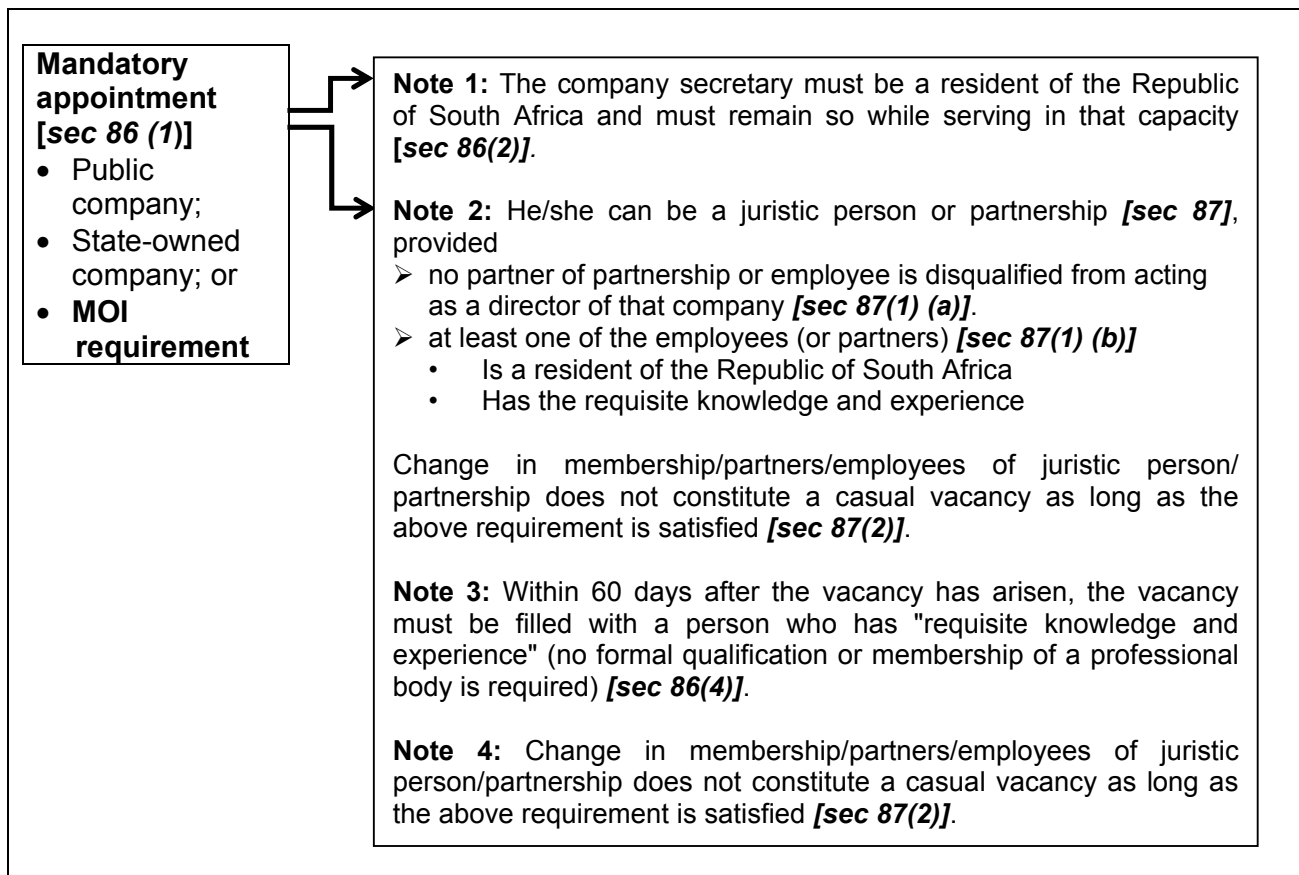 Mandatory
appointment
[sec 86 (1)]
• Public
company;
• State-owned
company; or
• MOI
requirement
Note 1: The company secretary must be a resident of the Republic
of South Africa and must remain so while serving in that capacity
[sec 86(2)].
Note 2: He/she can be a juristic person or partnership [sec 87],
provided
➢ no partner of partnership or employee is disqualified from acting
as a director of that company [sec 87(1) (a)].
➢ at least one of the employees (or partners) [sec 87(1) (b)]
• Is a resident of the Republic of South Africa
• Has the requisite knowledge and experience
Change in membership/partners/employees of juristic person/
partnership does not constitute a casual vacancy as long as the
above requirement is satisfied [sec 87(2)].
Note 3: Within 60 days after the vacancy has arisen, the vacancy
must be filled with a person who has "requisite knowledge and
experience" (no formal qualification or membership of a professional
body is required) [sec 86(4)].
Note 4: Change in membership/partners/employees of juristic
person/partnership does not constitute a casual vacancy as long as
the above requirement is satisfied [sec 87(2)].